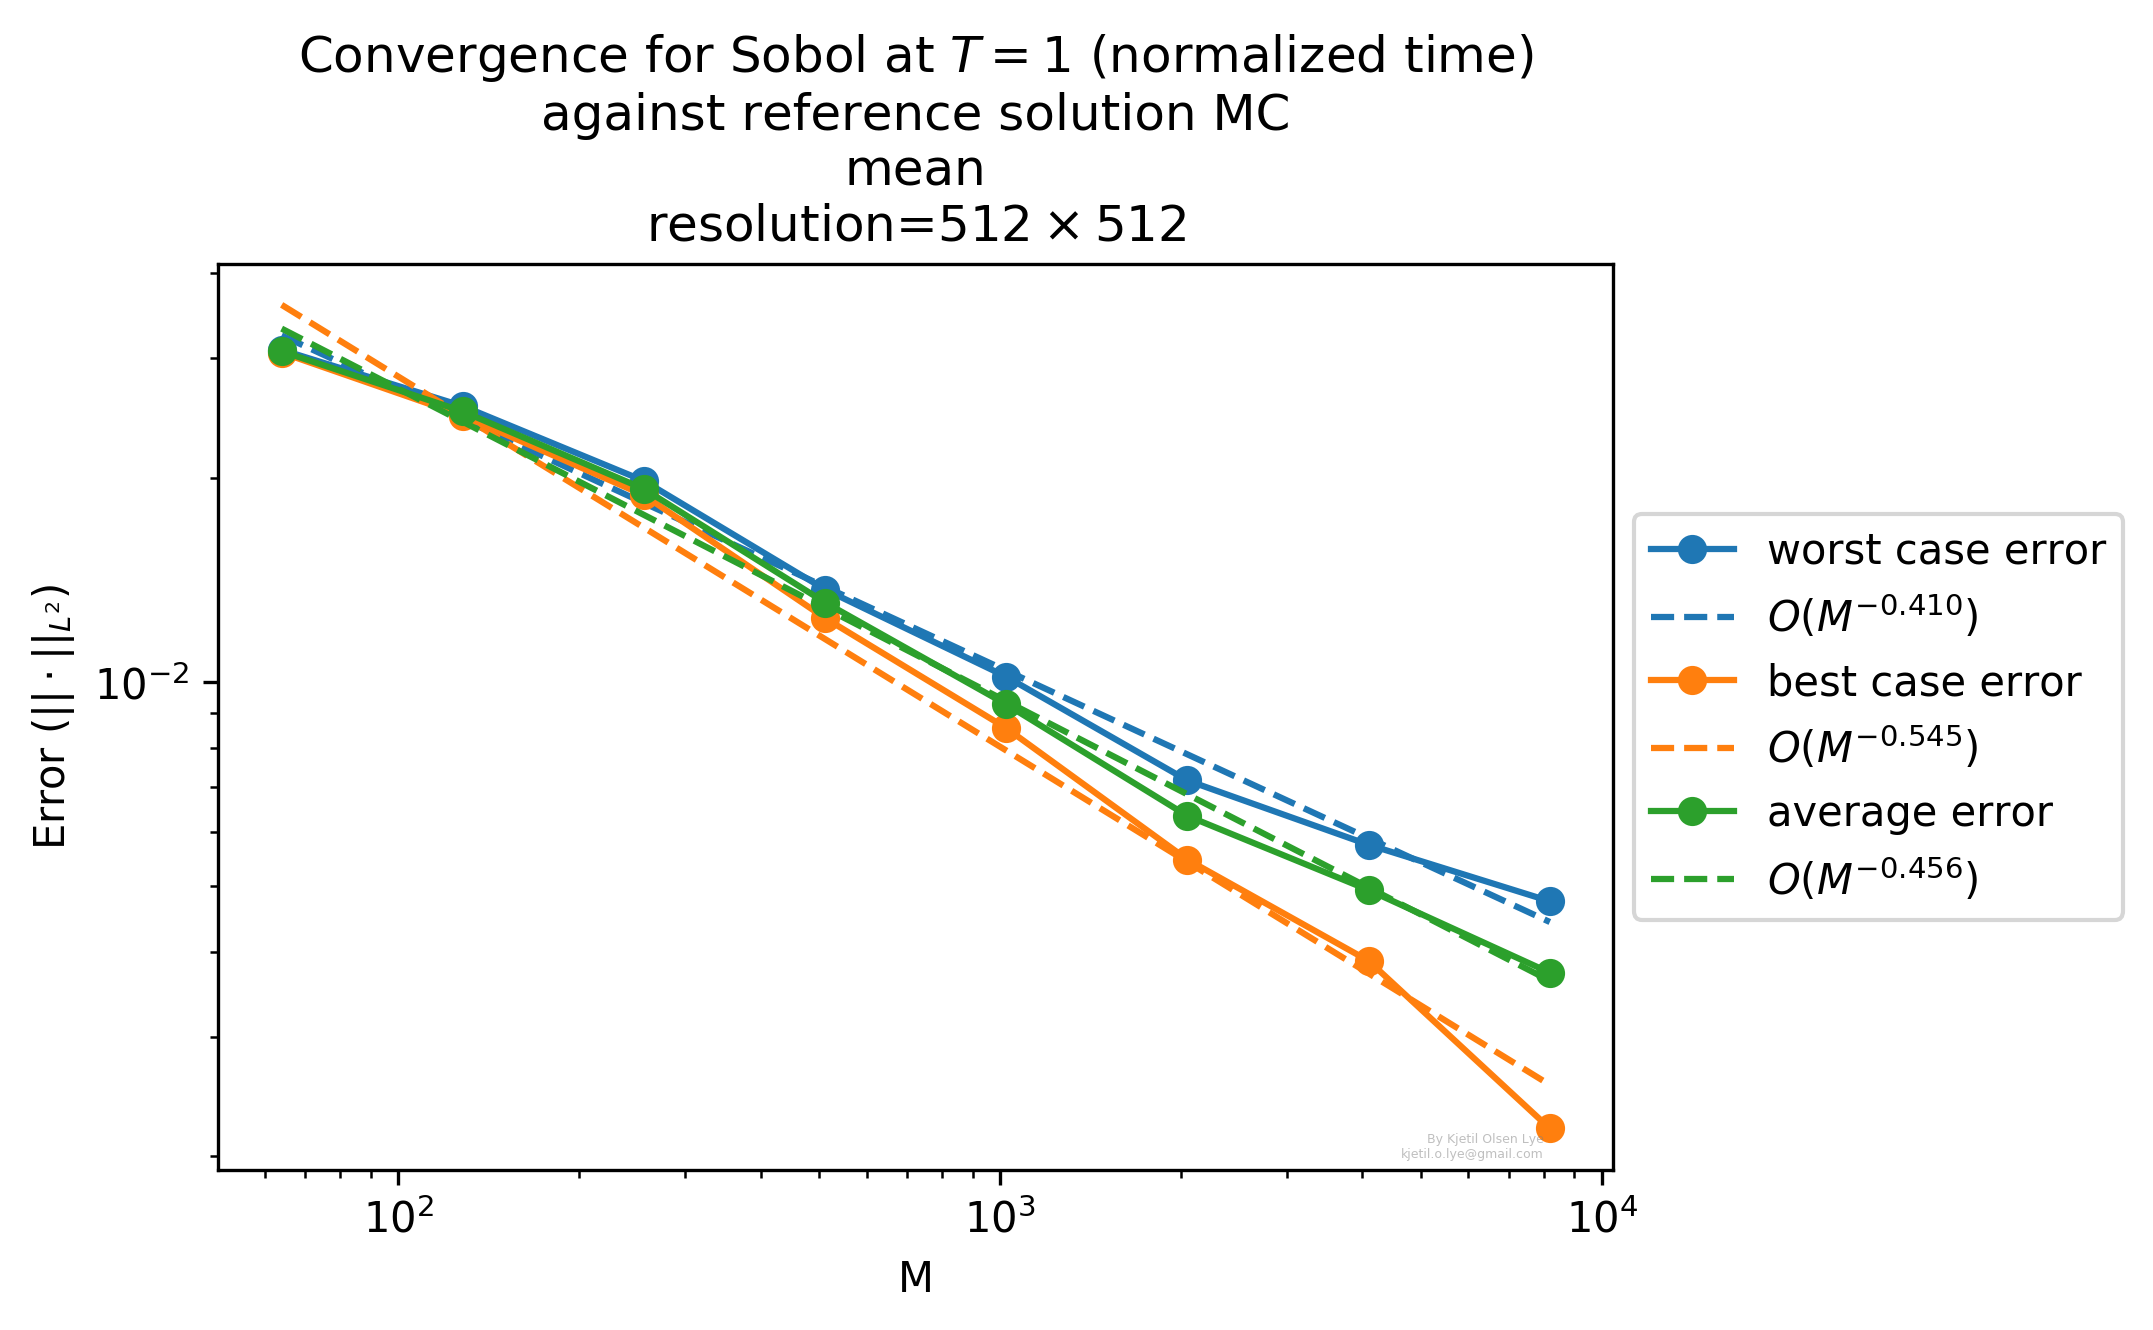 Convergence for Sobol at T = 1 (normalized time)
against reference solution MC
mean
resolution=512 × 512
Error (|| · ||_{L^2})
10^{-2}
10^2
10^3
10^4
M
worst case error
O(M^{-0.410})
best case error
O(M^{-0.545})
average error
O(M^{-0.456})
By Kjetil Olsen Lye
kjetil.o.lye@gmail.com